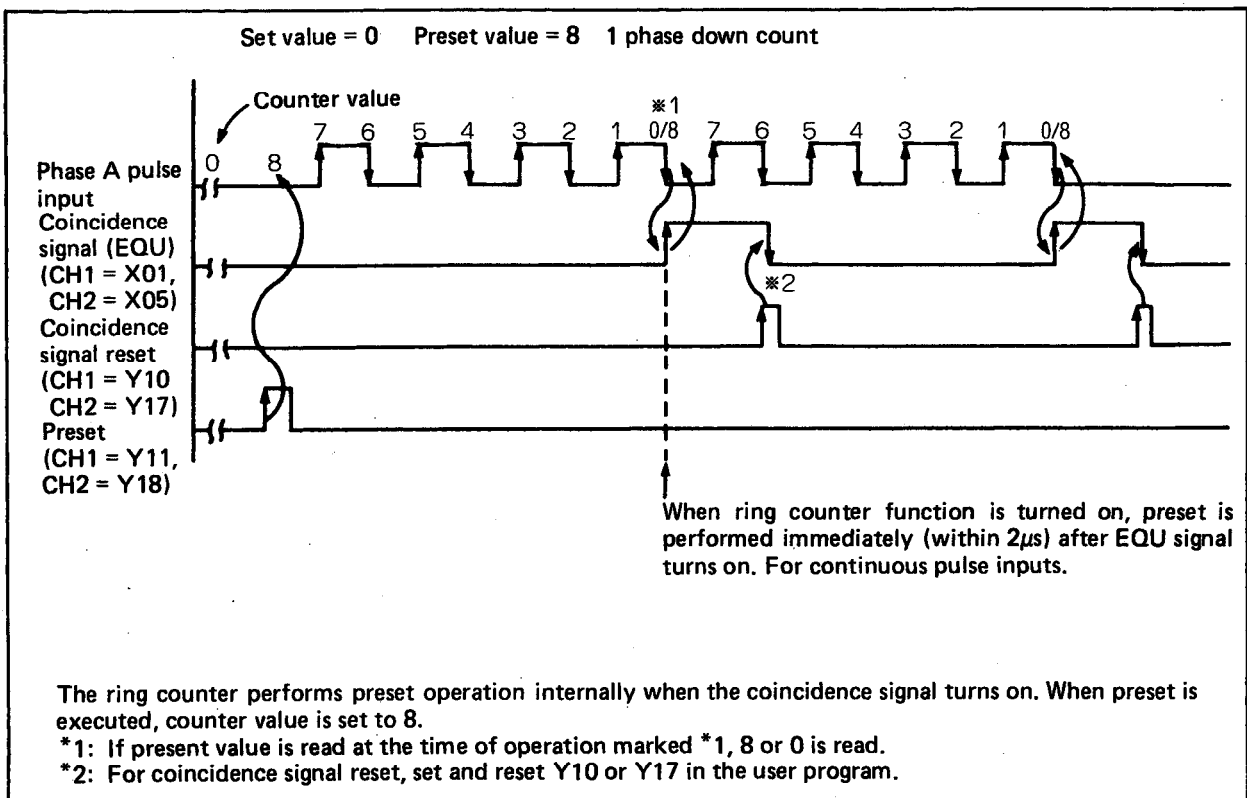 Set value = 0 Preset value = 8 1 phase down count
Counter value
※1
0 8 7 6 5 4 3 2 1 0/8 7 6 5 4 3 2 1 0/8
Phase A pulse
input
Coincidence
signal (EQU)
(CH1 = X01,
CH2 = X05)
※2
Coincidence
signal reset
(CH1 = Y10
CH2 = Y17)
Preset
(CH1 = Y11,
CH2 = Y18)
When ring counter function is turned on, preset is
performed immediately (within 2μs) after EQU signal
turns on. For continuous pulse inputs.
The ring counter performs preset operation internally when the coincidence signal turns on. When preset is
executed, counter value is set to 8.
*1: If present value is read at the time of operation marked *1, 8 or 0 is read.
*2: For coincidence signal reset, set and reset Y10 or Y17 in the user program.